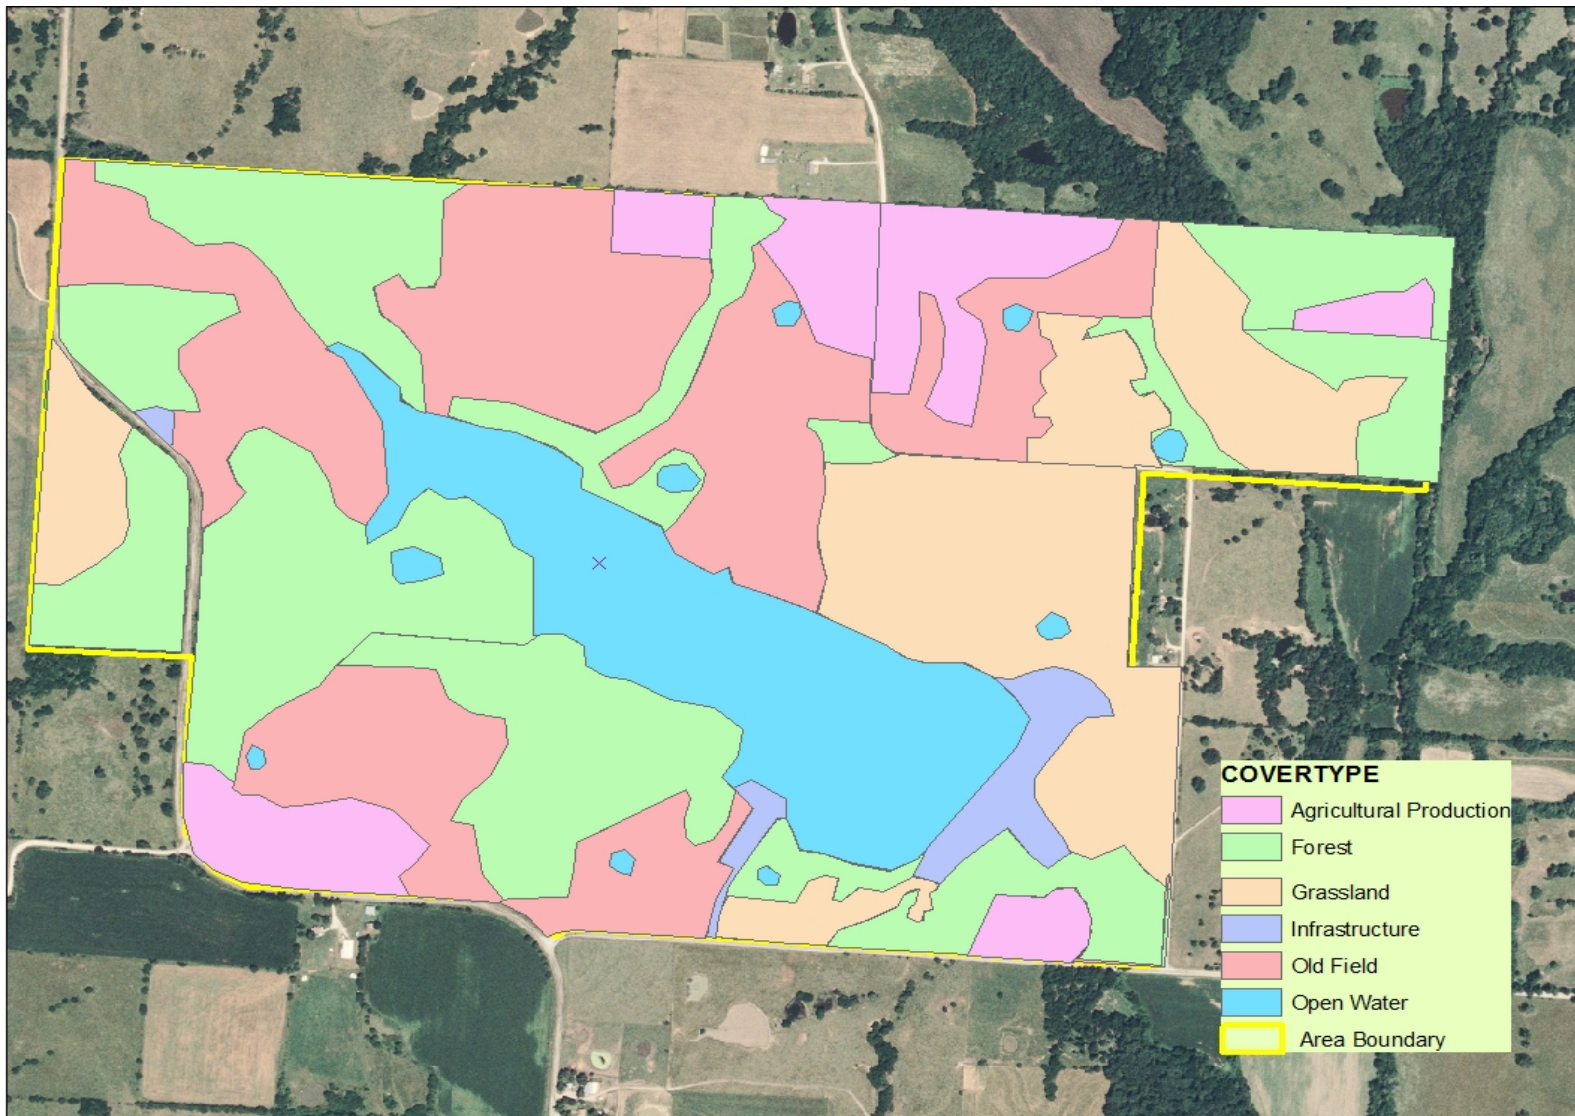 COVERTYPE
Agricultural Production
Forest
Grassland
Infrastructure
Old Field
Open Water
Area Boundary